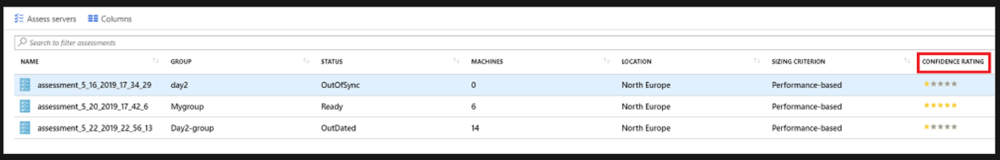 Assess servers Columns
Search to filter assessments
NAME GROUP STATUS MACHINES LOCATION SIZING CRITERION CONFIDENCE RATING
assessment_5_16_2019_17_34_29 day2 OutOfSync 0 North Europe Performance-based
assessment_5_20_2019_17_42_6 Mygroup Ready 6 North Europe Performance-based
assessment_5_22_2019_22_56_13 Day2-group OutDated 14 North Europe Performance-based